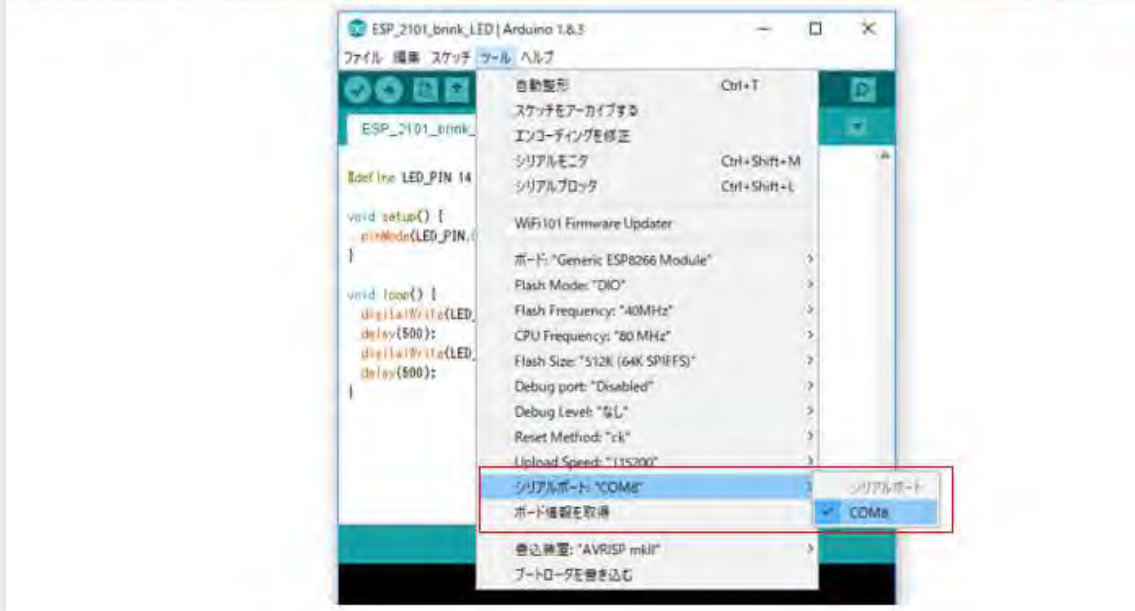 ESP_2101_brink_LED | Arduino 1.8.3
ファイル 編集 スケッチ ツール ヘルプ
ESP_2101_brink_
#define LED_PIN 14
void setup() {
pinMode(LED_PIN,
}
void loop() {
digitalWrite(LED_
delay(500);
digitalWrite(LED_
delay(500);
}
自動整形 Ctrl+T
スケッチをアーカイブする
エンコーディングを修正
シリアルモニタ Ctrl+Shift+M
シリアルプロッタ Ctrl+Shift+L
WiFi101 Firmware Updater
ボード: "Generic ESP8266 Module"
Flash Mode: "DIO"
Flash Frequency: "40MHz"
CPU Frequency: "80 MHz"
Flash Size: "512K (64K SPIFFS)"
Debug port: "Disabled"
Debug Level: "なし"
Reset Method: "ck"
Upload Speed: "115200"
シリアルポート: "COM8"
ボード情報を取得
書込装置: "AVRISP mkII"
ブートローダを書き込む
シリアルポート
COM8